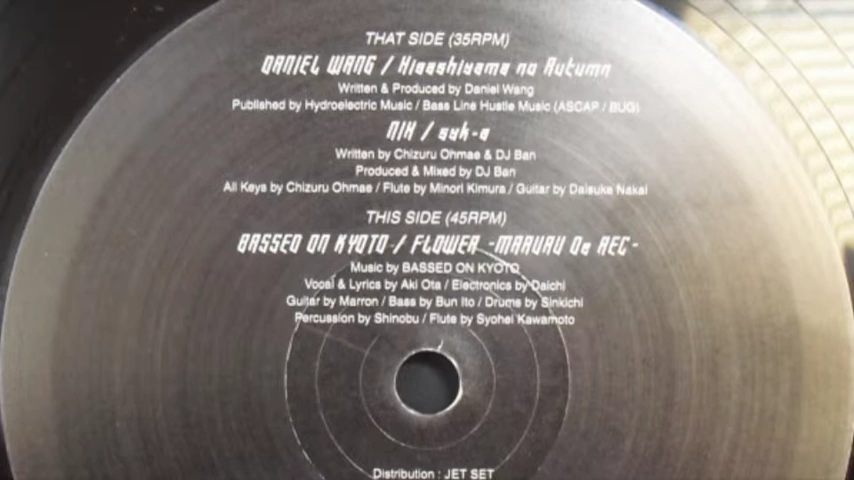 THAT SIDE (35RPM)
DANIEL WANG / Higashiyama no Autumn
Written & Produced by Daniel Wang
Published by Hydroelectric Music / Bass Line Hustle Music (ASCAP / BUG)
NIX / syk-e
Written by Chizuru Ohmae & DJ Ban
Produced & Mixed by DJ Ban
All Keys by Chizuru Ohmae / Flute by Minori Kimura / Guitar by Daisuke Nakai
THIS SIDE (45RPM)
BASSED ON KYOTO / FLOWER -MARUKU De REC-
Music by BASSED ON KYOTO
Vocal & Lyrics by Aki Ota / Electronics by Daichi
Guitar by Marron / Bass by Bun Ito / Drums by Sinkichi
Percussion by Shinobu / Flute by Syohei Kawamoto
Distribution : JET SET